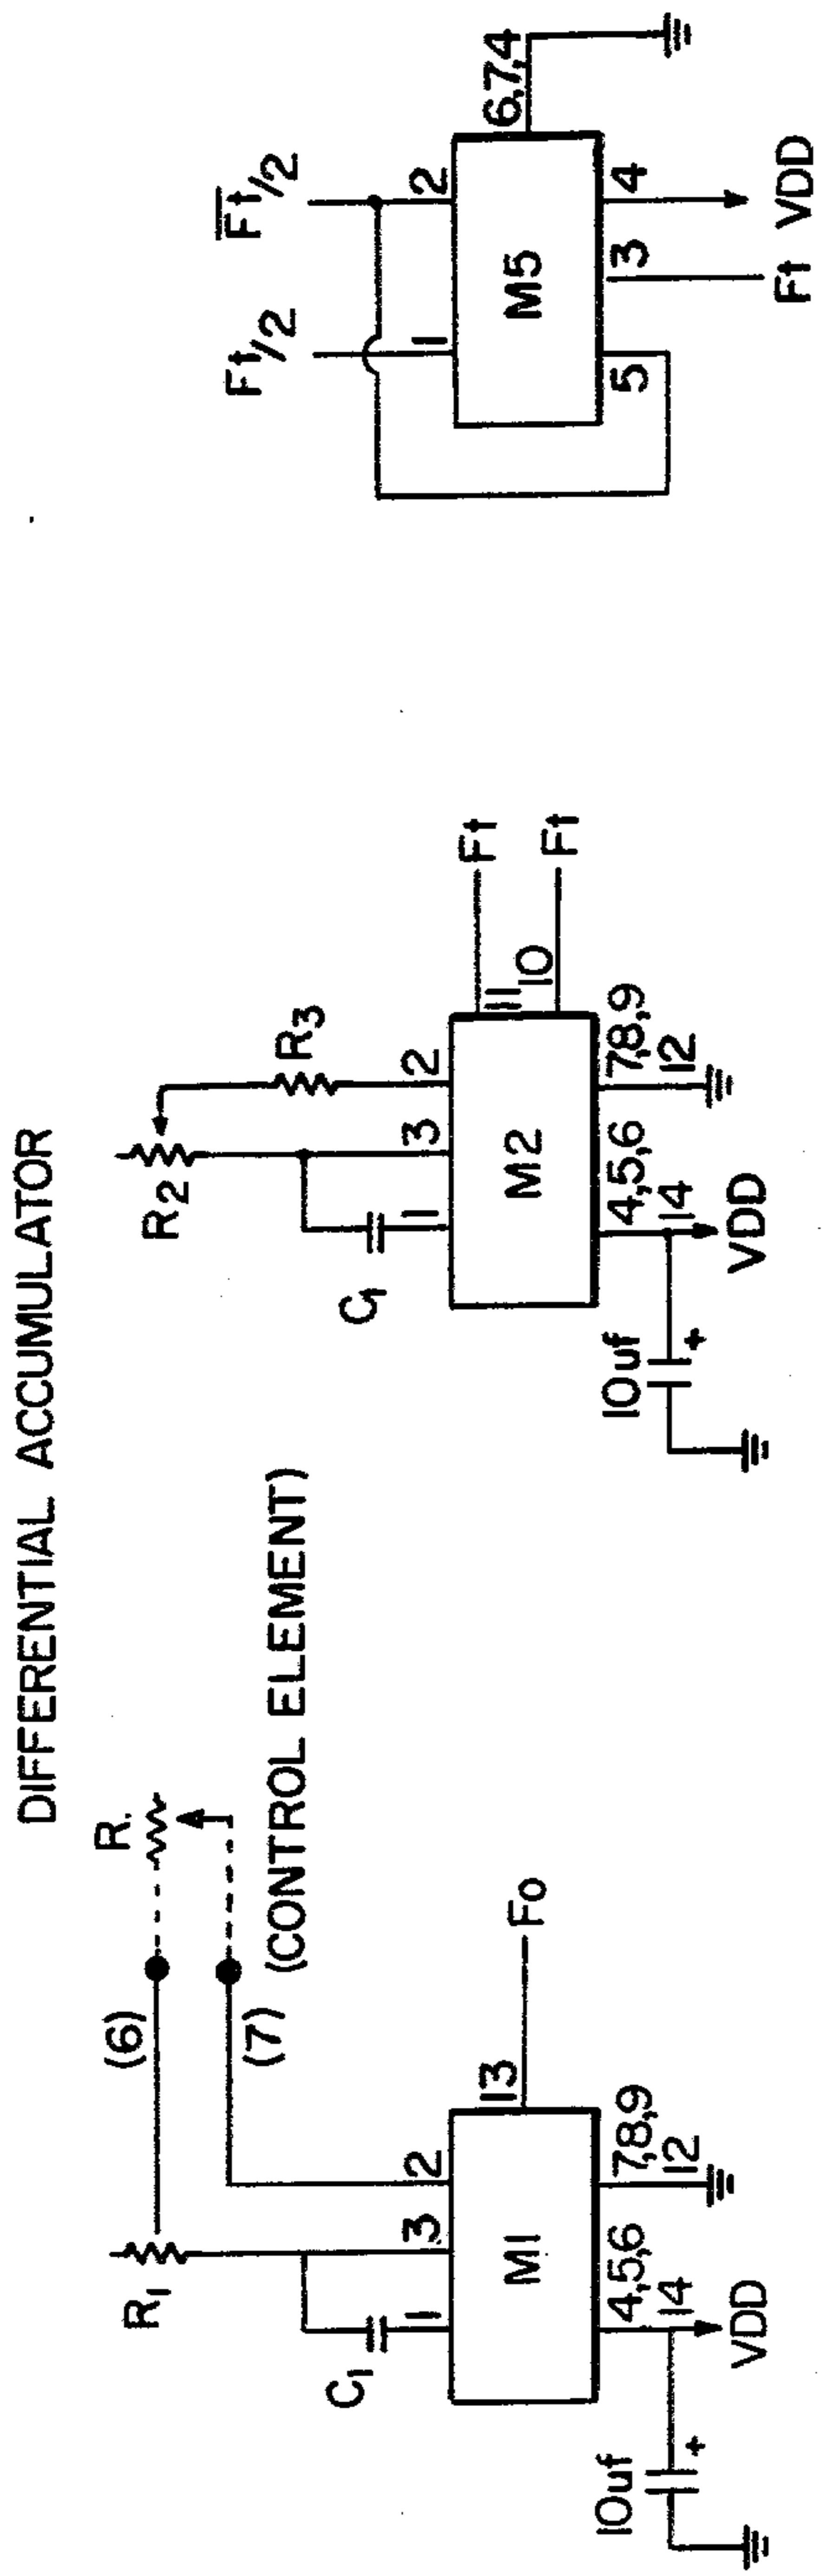 DIFFERENTIAL ACCUMULATOR
R1
(6)
R.
(7)
(CONTROL ELEMENT)
C1
1
3
2
M1
13
Fo
4,5,6
14
VDD
7,8,9
12
10uf
+
R2
R3
C1
1
3
2
M2
11
Ft
10
Ft
4,5,6
14
VDD
7,8,9
12
10uf
+
Ft/2
F̅t̅/2
1
2
M5
6,7,4
5
3
4
Ft
VDD